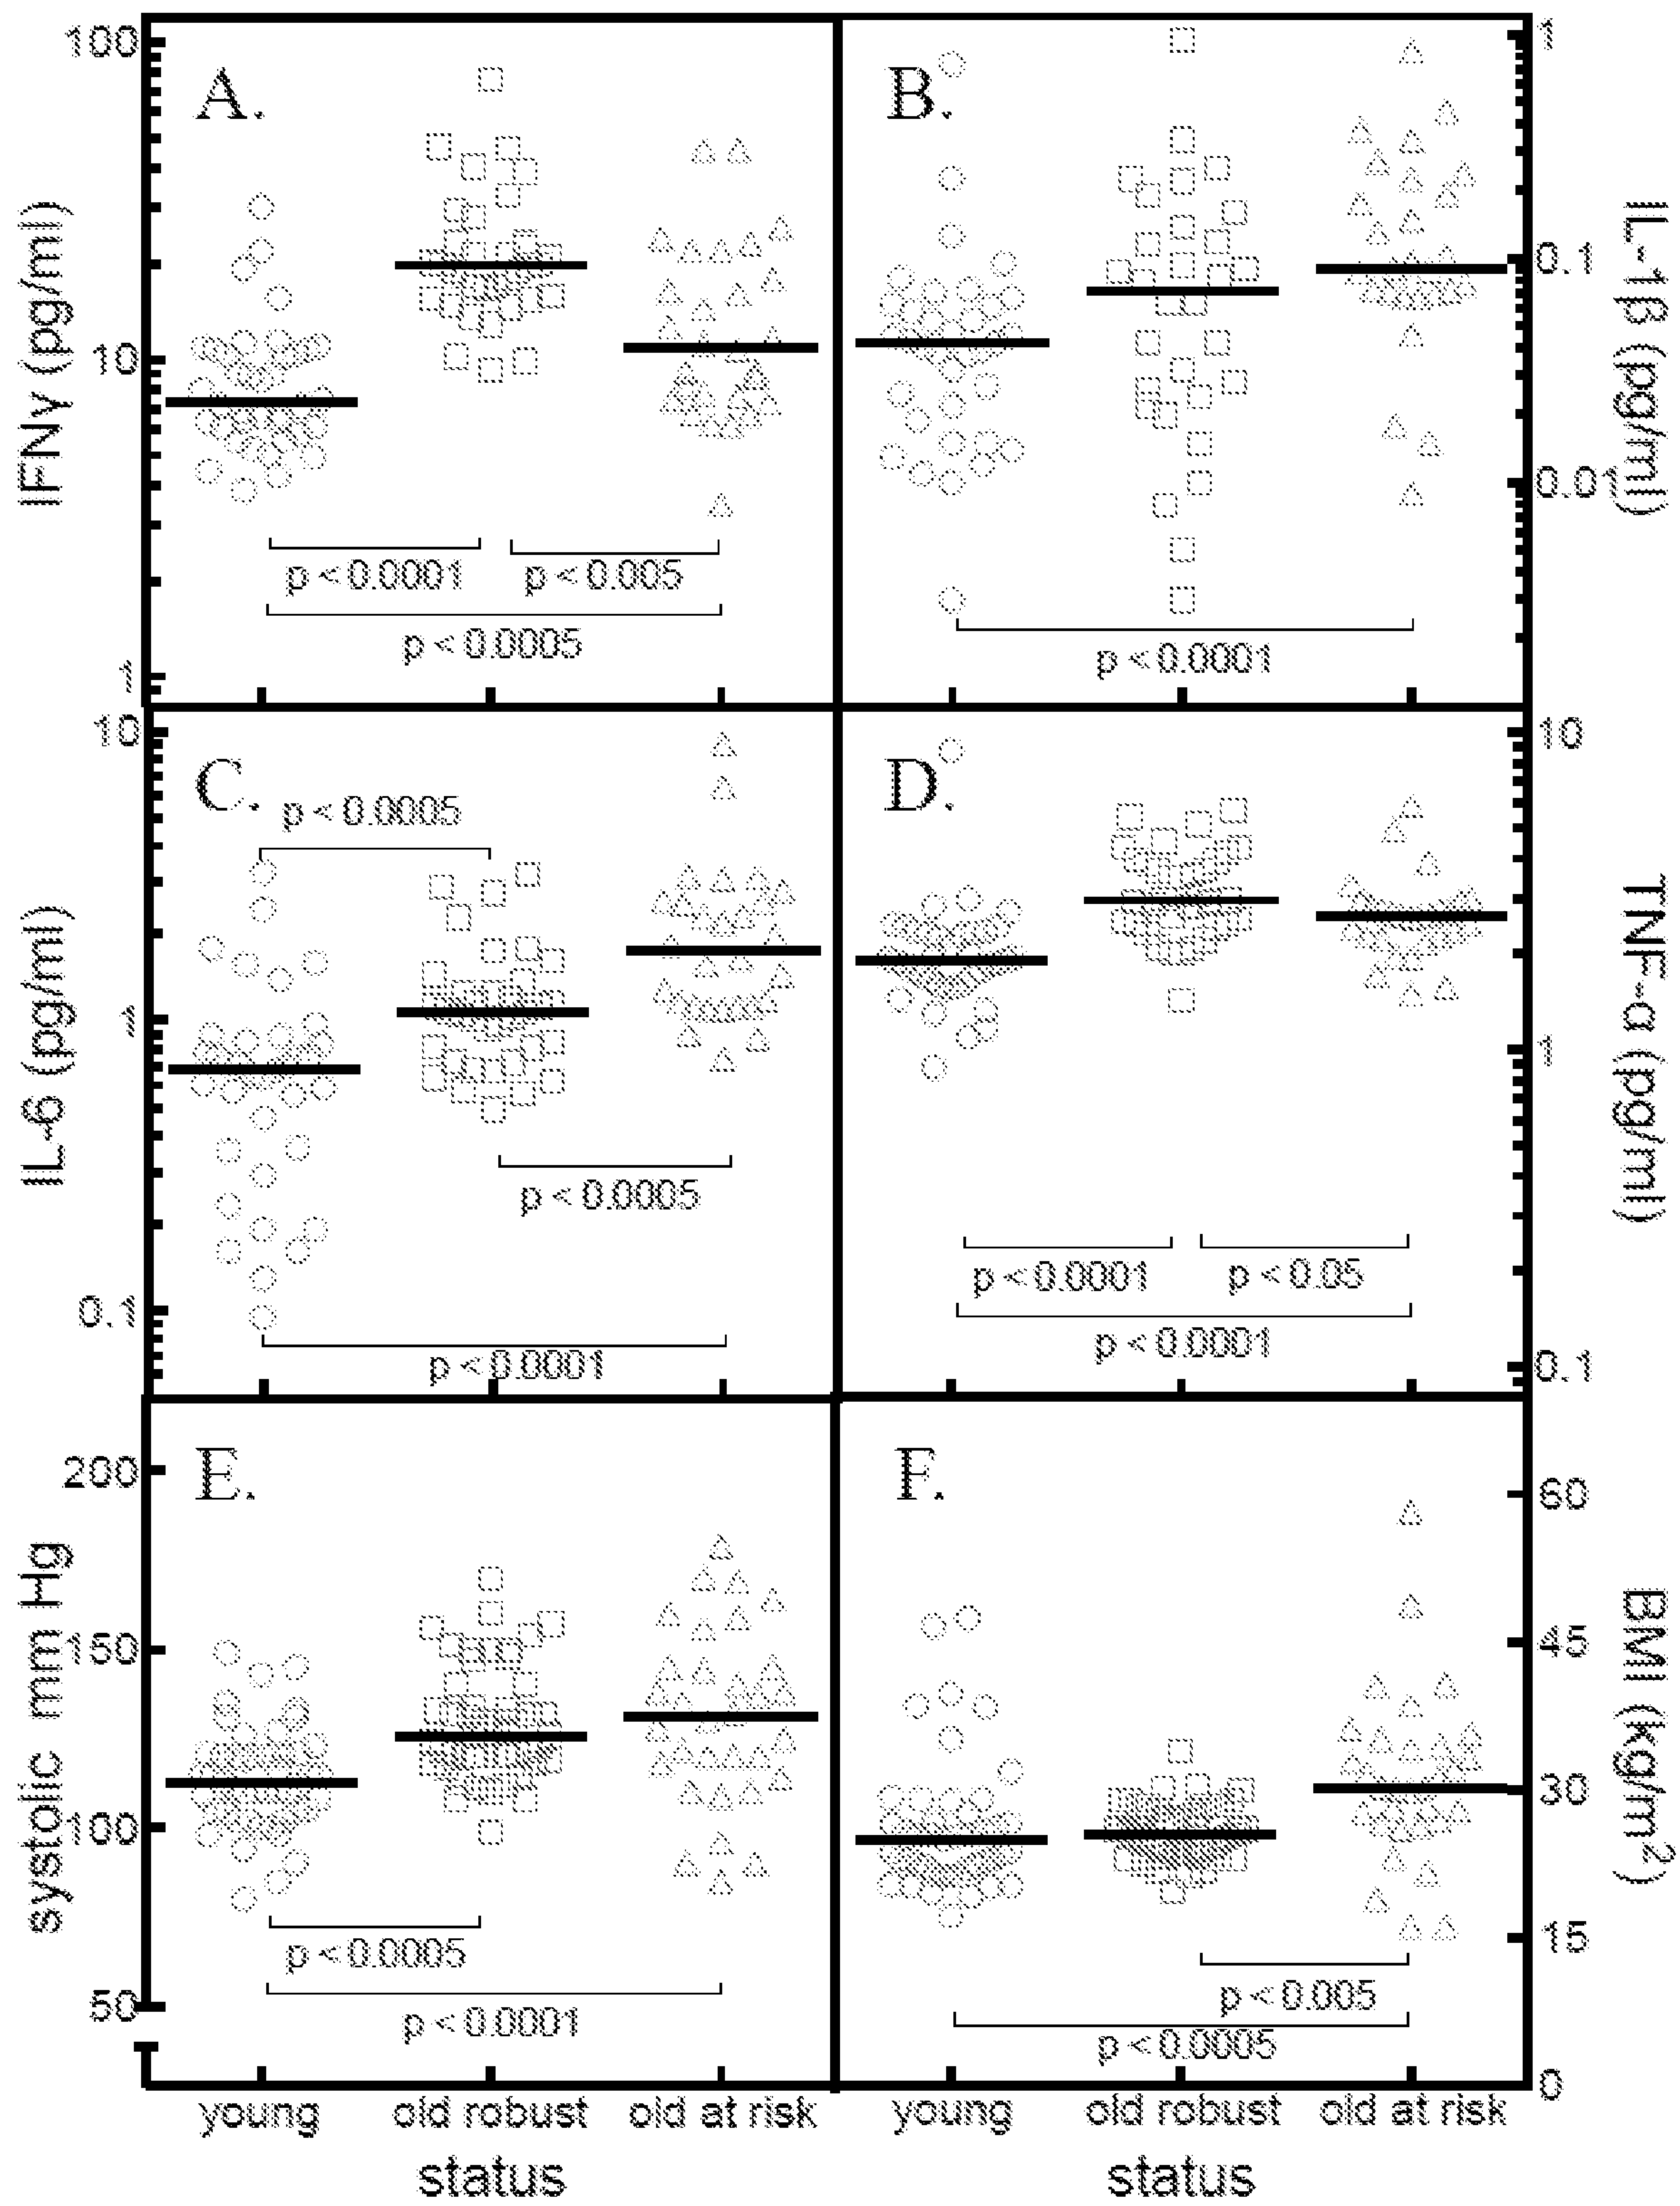 A.
100
10
1
IFNγ (pg/ml)
p < 0.0001
p < 0.005
p < 0.0005
B.
1
0.1
0.01
IL-1β (pg/ml)
p < 0.0001
C.
10
1
0.1
IL-6 (pg/ml)
p < 0.0005
p < 0.0005
p < 0.0001
D.
10
1
0.1
TNF-α (pg/ml)
p < 0.0001
p < 0.05
p < 0.0001
E.
200
150
100
50
systolic mm Hg
p < 0.0005
p < 0.0001
young
old robust
old at risk
status
F.
60
45
30
15
0
BMI (kg/m²)
p < 0.005
p < 0.0005
young
old robust
old at risk
status